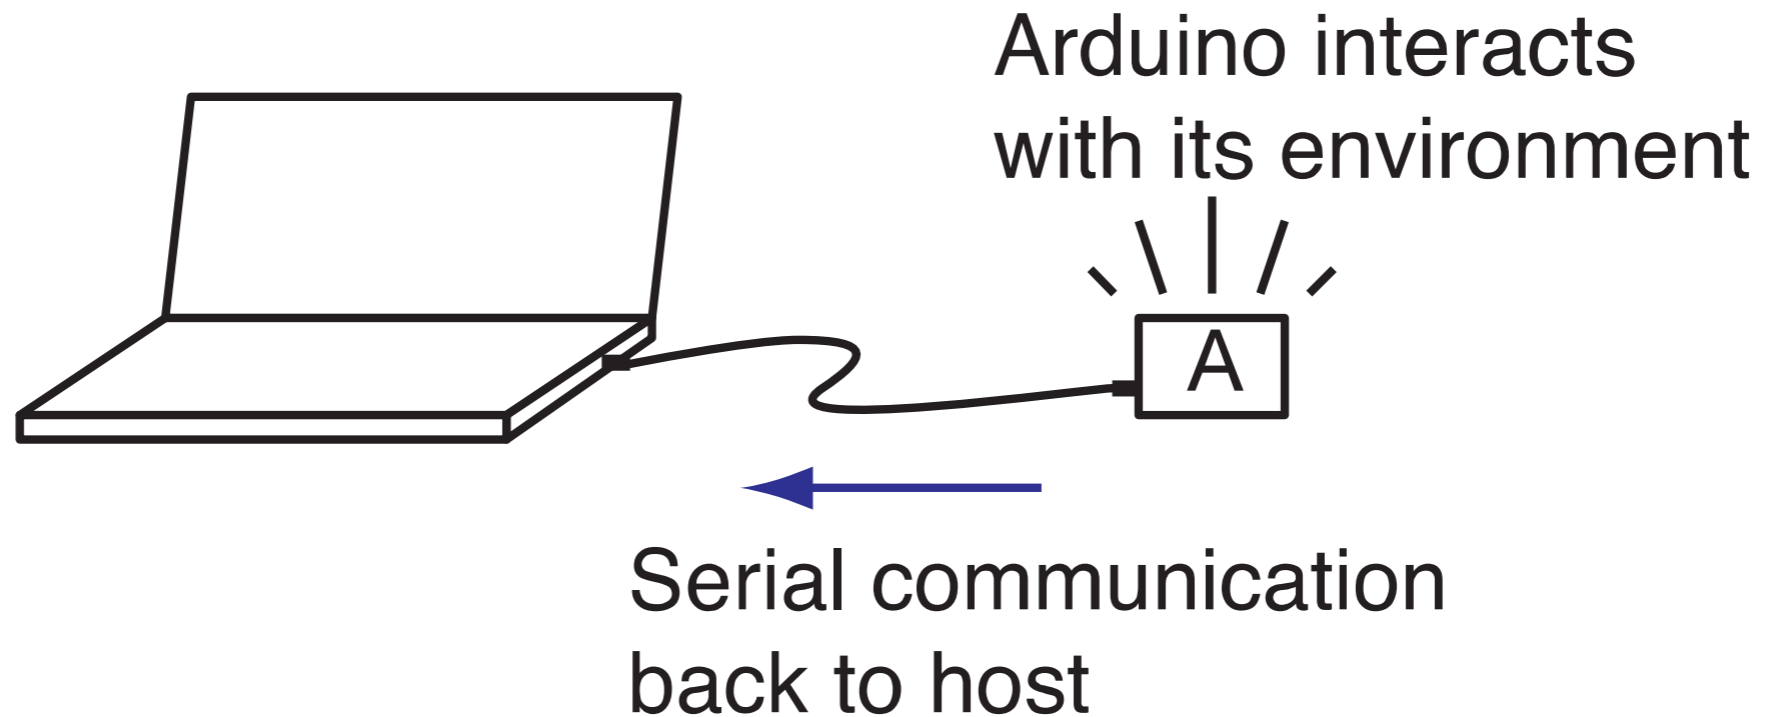 Arduino interacts
with its environment
A
Serial communication
back to host